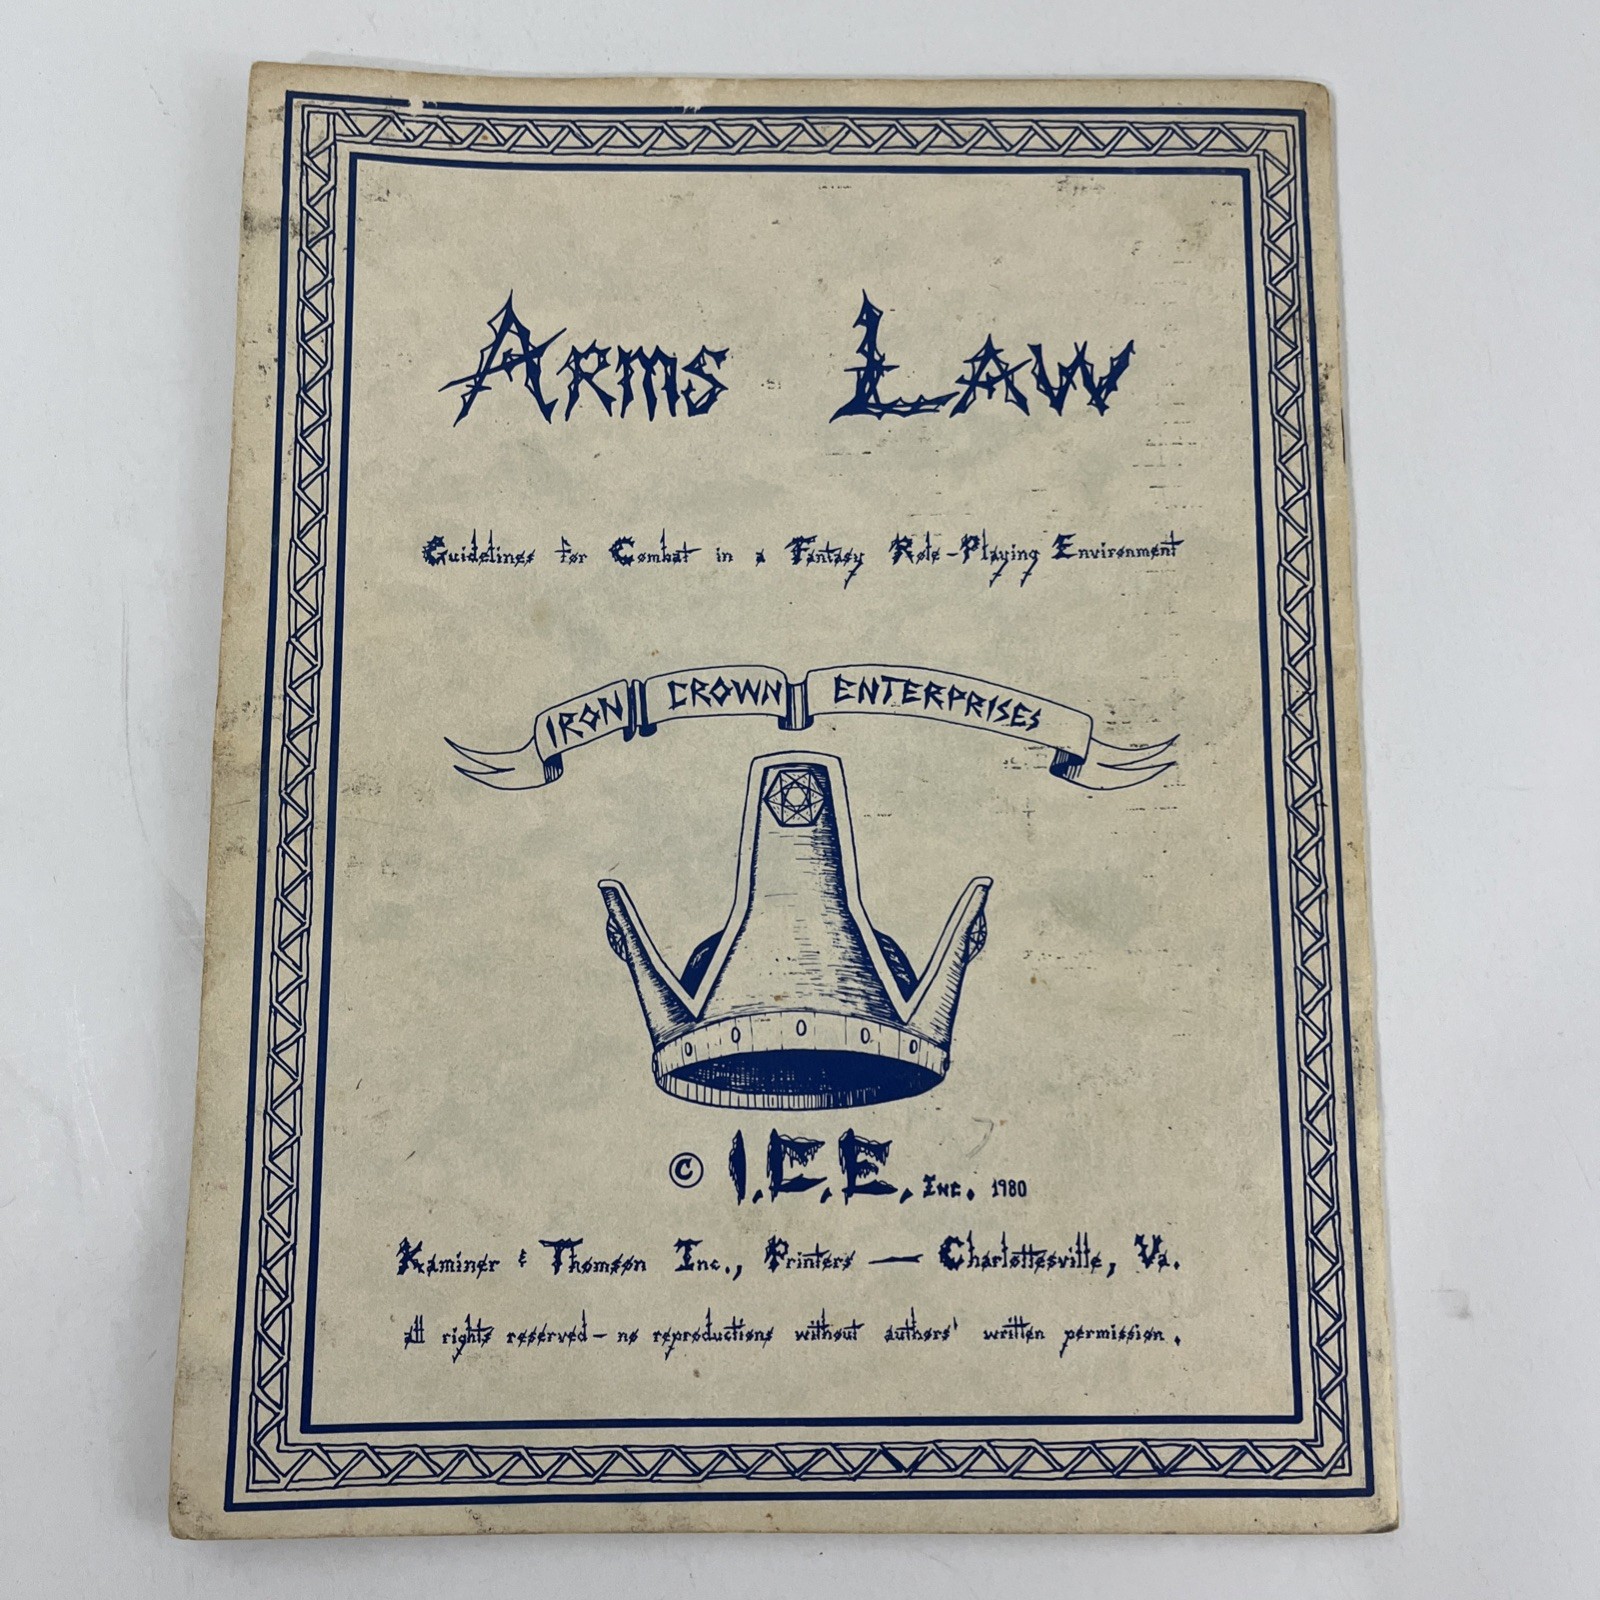 Arms Law
Guidelines for Combat in a Fantasy Role-Playing Environment
IRON CROWN ENTERPRISES
© I.C.E. Inc. 1980
Kaminer & Thomson Inc., Printers — Charlottesville, Va.
all rights reserved – no reproductions without authors' written permission.